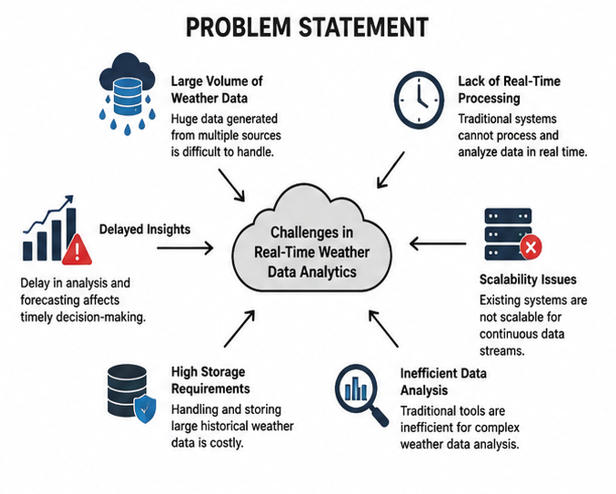 PROBLEM STATEMENT
Large Volume of
Weather Data
Huge data generated
from multiple sources
is difficult to handle.
Lack of Real-Time
Processing
Traditional systems
cannot process and
analyze data in real time.
Delayed Insights
Delay in analysis and
forecasting affects
timely decision-making.
Challenges in
Real-Time Weather
Data Analytics
Scalability Issues
Existing systems are
not scalable for
continuous data
streams.
High Storage
Requirements
Handling and storing
large historical weather
data is costly.
Inefficient Data
Analysis
Traditional tools are
inefficient for complex
weather data analysis.